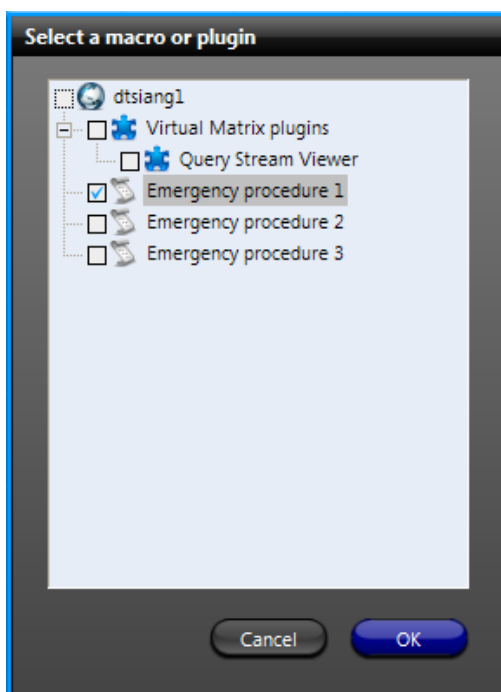 Select a macro or plugin
dtsiang1
Virtual Matrix plugins
Query Stream Viewer
Emergency procedure 1
Emergency procedure 2
Emergency procedure 3
Cancel
OK